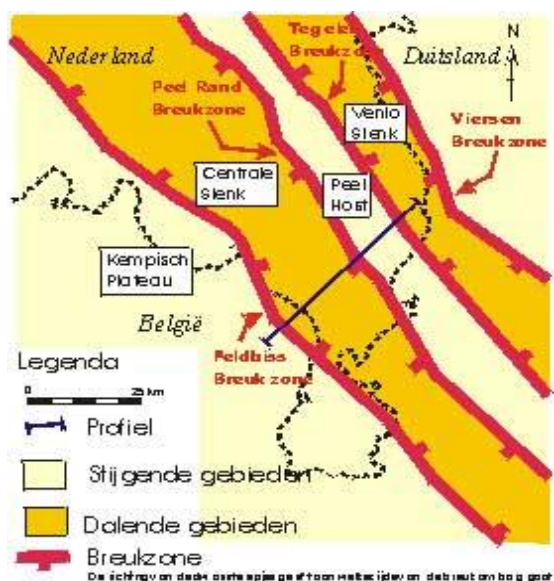 Nederland
Tegelen
Breukzone
Duitsland
N
Peel Rand
Breukzone
Venlo
Slenk
Viersen
Breukzone
Centrale
Slenk
Peel
Horst
Kempisch
Plateau
België
Feldbiss
Breukzone
Legenda
0 25 km
Profiel
Stijgende gebieden
Dalende gebieden
Breukzone